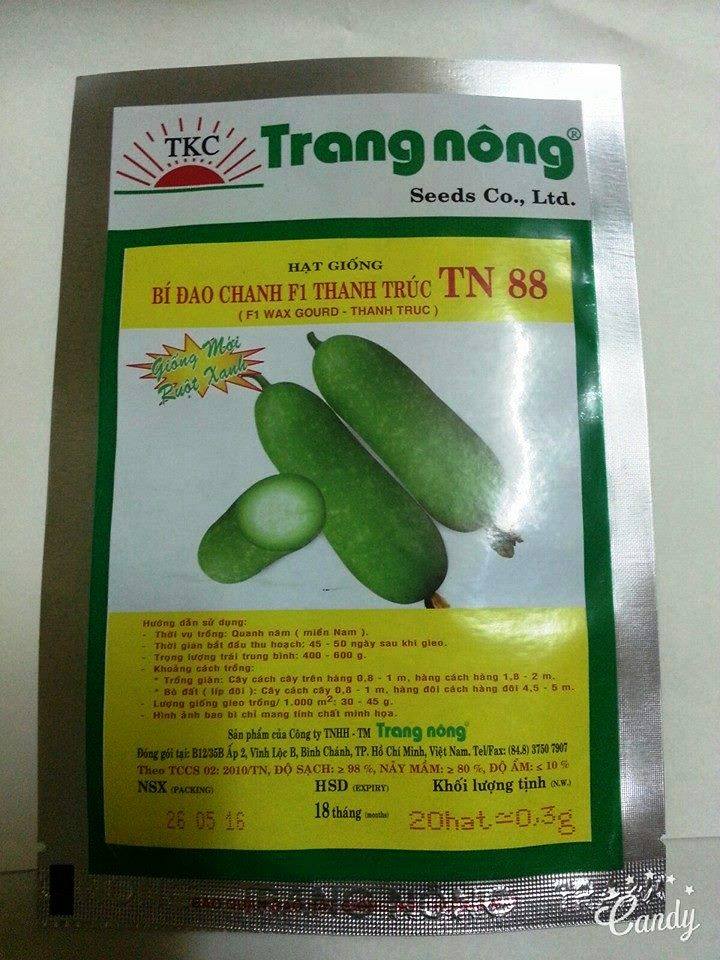 TKC Trang nông®
Seeds Co., Ltd.
HẠT GIỐNG
BÍ ĐAO CHANH F1 THANH TRÚC TN 88
( F1 WAX GOURD - THANH TRUC )
Giống Mới
Ruột Xanh
Hướng dẫn sử dụng:
- Thời vụ trồng: Quanh năm ( miền Nam ).
- Thời gian bắt đầu thu hoạch: 45 - 50 ngày sau khi gieo.
- Trọng lượng trái trung bình: 400 - 600 g.
- Khoảng cách trồng:
* Trồng giàn: Cây cách cây trên hàng 0,8 - 1 m, hàng cách hàng 1,8 - 2 m.
* Bò đất ( líp đôi ): Cây cách cây 0,8 - 1 m, hàng đôi cách hàng đôi 4,5 - 5 m.
- Lượng giống gieo trồng/ 1.000 m²: 30 - 45 g.
- Hình ảnh bao bì chỉ mang tính chất minh họa.
Sản phẩm của Công ty TNHH - TM Trang nông®
Đóng gói tại: B12/35B Ấp 2, Vĩnh Lộc B, Bình Chánh, TP. Hồ Chí Minh, Việt Nam. Tel/Fax: (84.8) 3750 7907
Theo TCCS 02: 2010/TN, ĐỘ SẠCH: ≥ 98 %, NẢY MẦM: ≥ 80 %, ĐỘ ẨM: ≤ 10 %
NSX (PACKING) HSD (EXPIRY) Khối lượng tịnh (N.W.)
26 05 16 18 tháng (months) 20hat≃0,3g
Candy